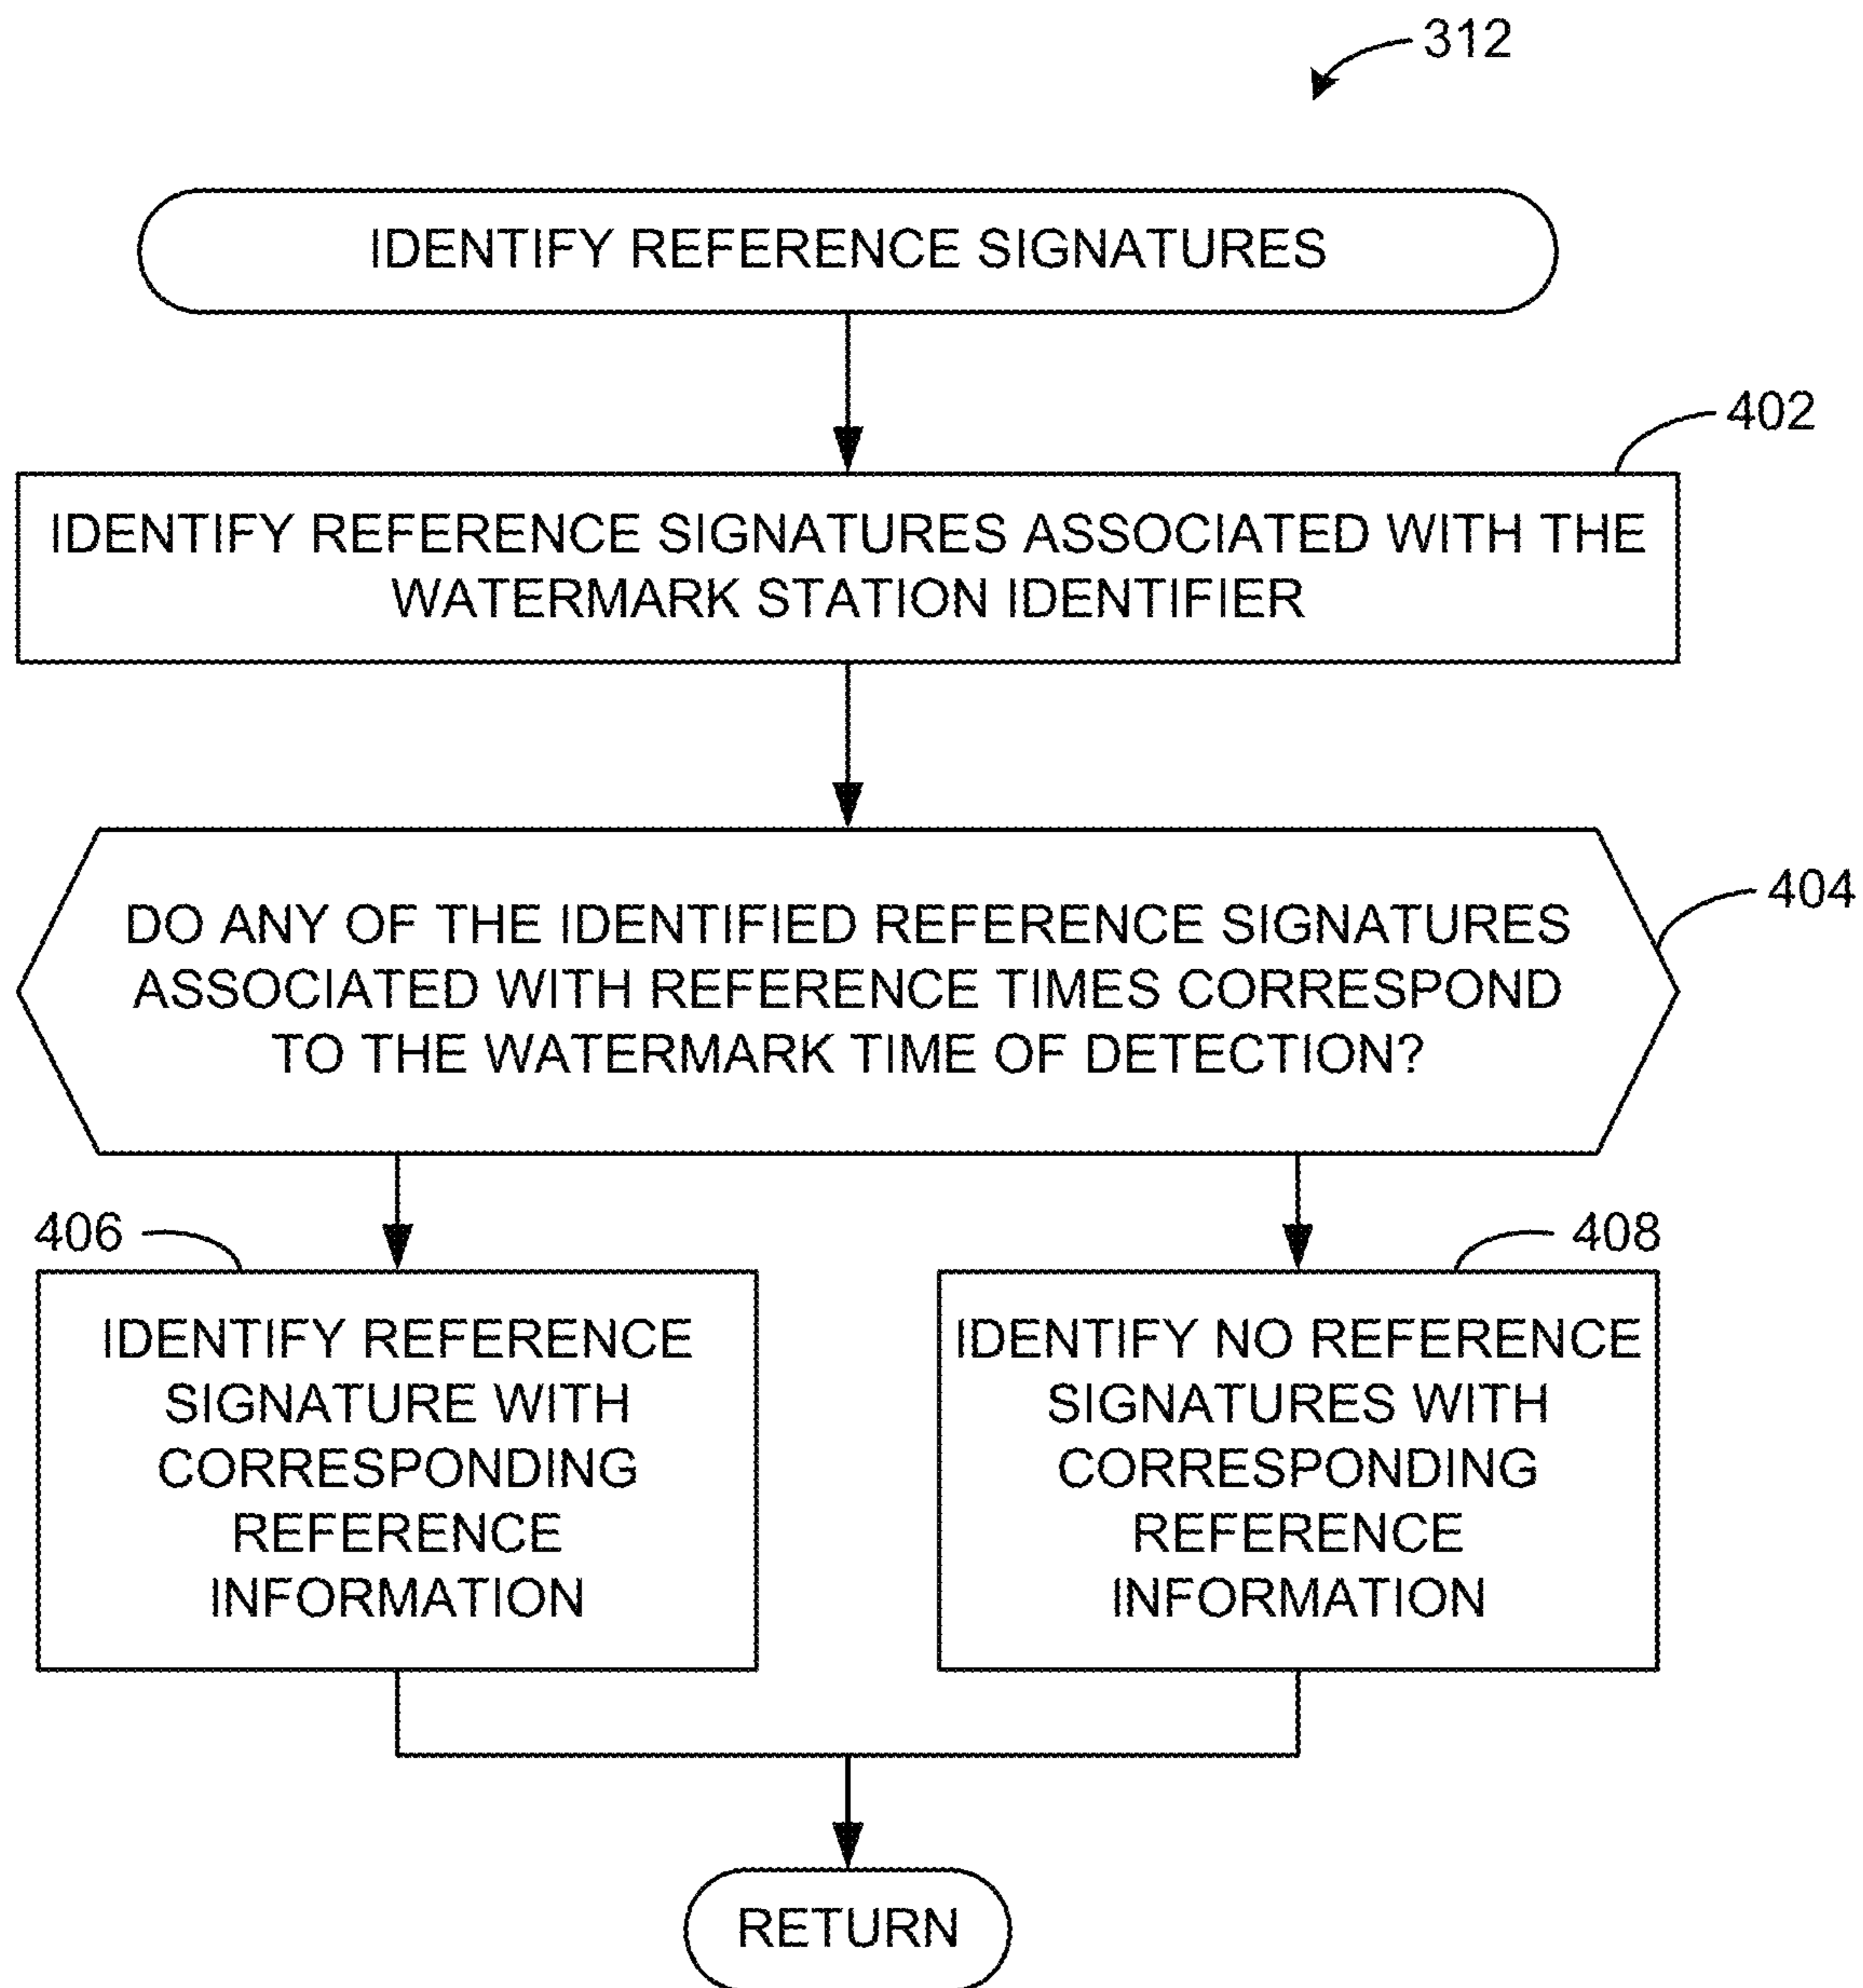 312
IDENTIFY REFERENCE SIGNATURES
402
IDENTIFY REFERENCE SIGNATURES ASSOCIATED WITH THE
WATERMARK STATION IDENTIFIER
404
DO ANY OF THE IDENTIFIED REFERENCE SIGNATURES
ASSOCIATED WITH REFERENCE TIMES CORRESPOND
TO THE WATERMARK TIME OF DETECTION?
406
IDENTIFY REFERENCE
SIGNATURE WITH
CORRESPONDING
REFERENCE
INFORMATION
408
IDENTIFY NO REFERENCE
SIGNATURES WITH
CORRESPONDING
REFERENCE
INFORMATION
RETURN